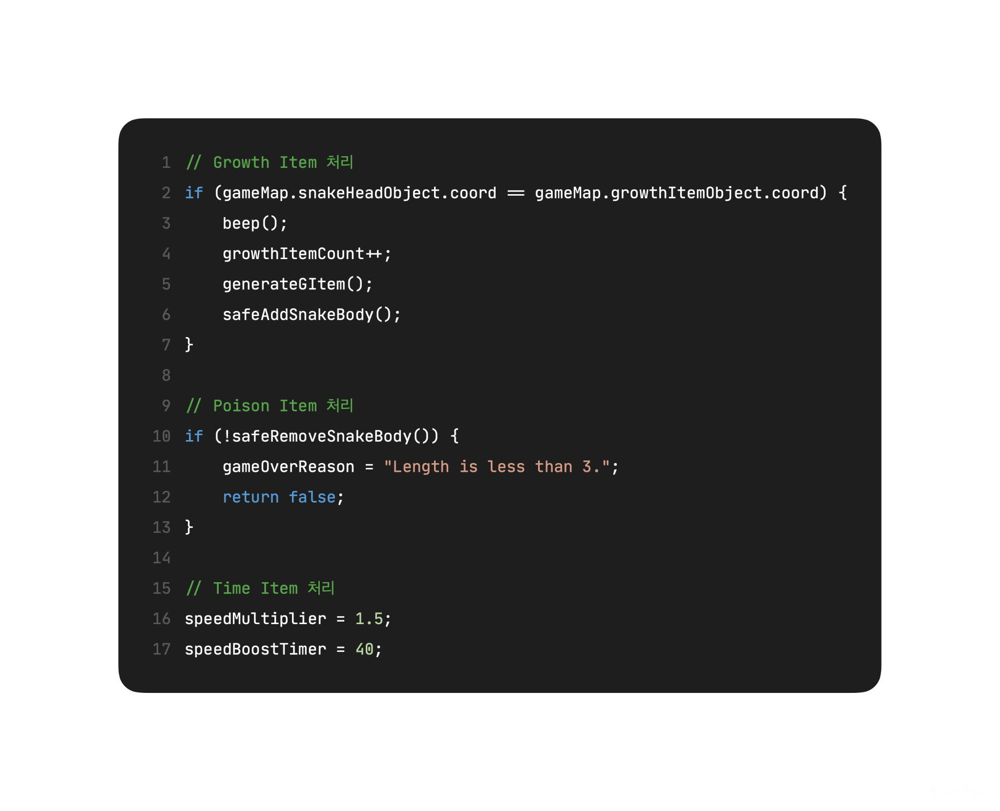 1 // Growth Item 처리
2 if (gameMap.snakeHeadObject.coord == gameMap.growthItemObject.coord) {
3     beep();
4     growthItemCount++;
5     generateGItem();
6     safeAddSnakeBody();
7 }
8
9 // Poison Item 처리
10 if (!safeRemoveSnakeBody()) {
11     gameOverReason = "Length is less than 3.";
12     return false;
13 }
14
15 // Time Item 처리
16 speedMultiplier = 1.5;
17 speedBoostTimer = 40;